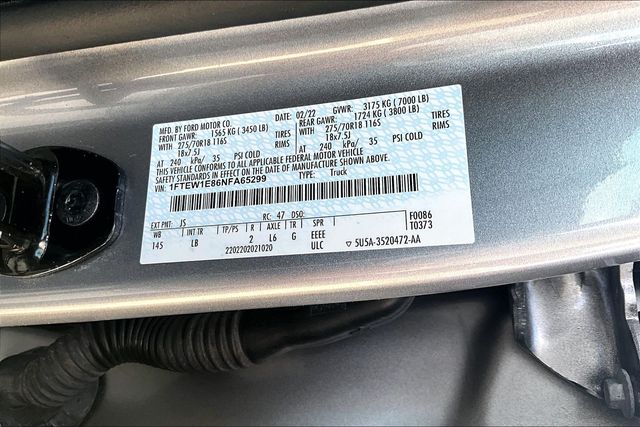 MFD. BY FORD MOTOR CO. DATE: 02/22 GVWR: 3175 KG ( 7000 LB)
FRONT GAWR: 1565 KG ( 3450 LB) REAR GAWR: 1724 KG ( 3800 LB)
WITH TIRES WITH TIRES
275/70R18 116S 275/70R18 116S
18x7.5J RIMS 18x7.5J RIMS
AT 240 kPa/ 35 PSI COLD AT 240 kPa/ 35 PSI COLD
THIS VEHICLE CONFORMS TO ALL APPLICABLE FEDERAL MOTOR VEHICLE
SAFETY STANDARDS IN EFFECT ON THE DATE OF MANUFACTURE SHOWN ABOVE.
VIN: 1FTEW1E86NFA65299 TYPE: Truck
EXT PNT: JS RC: 47 DSO:
WB INT TR TP/PS R AXLE TR SPR F0086
145 LB 2 L6 G EEEE T0373
2202202021020 ULC ▽ 5U5A-3520472-AA